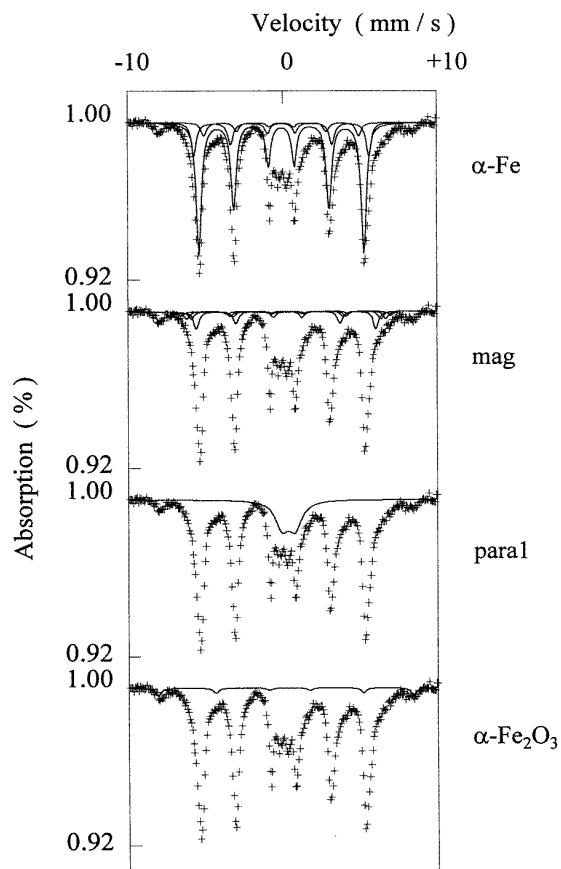 Velocity ( mm / s )
-10 0 +10
1.00
α-Fe
0.92
1.00
mag
0.92
1.00
para1
0.92
1.00
α-Fe₂O₃
0.92
Absorption ( % )